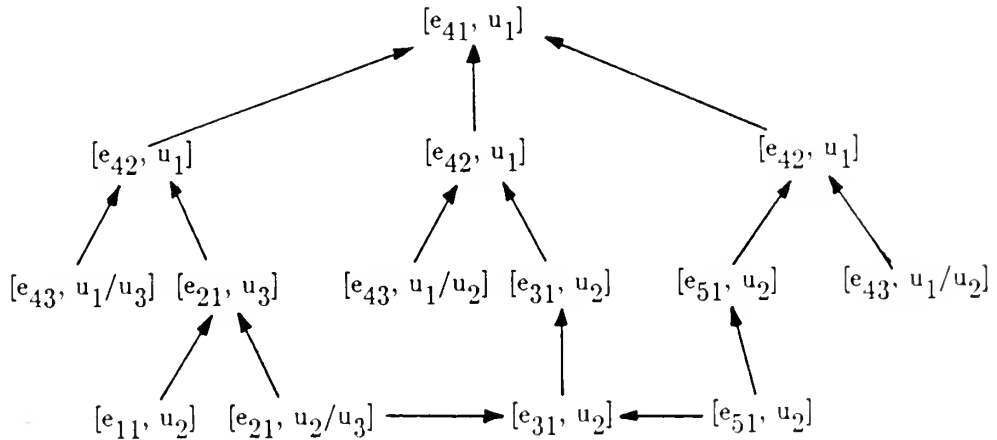 [e41, u1]
[e42, u1] [e42, u1] [e42, u1]
[e43, u1/u3] [e21, u3] [e43, u1/u2] [e31, u2] [e51, u2] [e43, u1/u2]
[e11, u2] [e21, u2/u3] [e31, u2] [e51, u2]